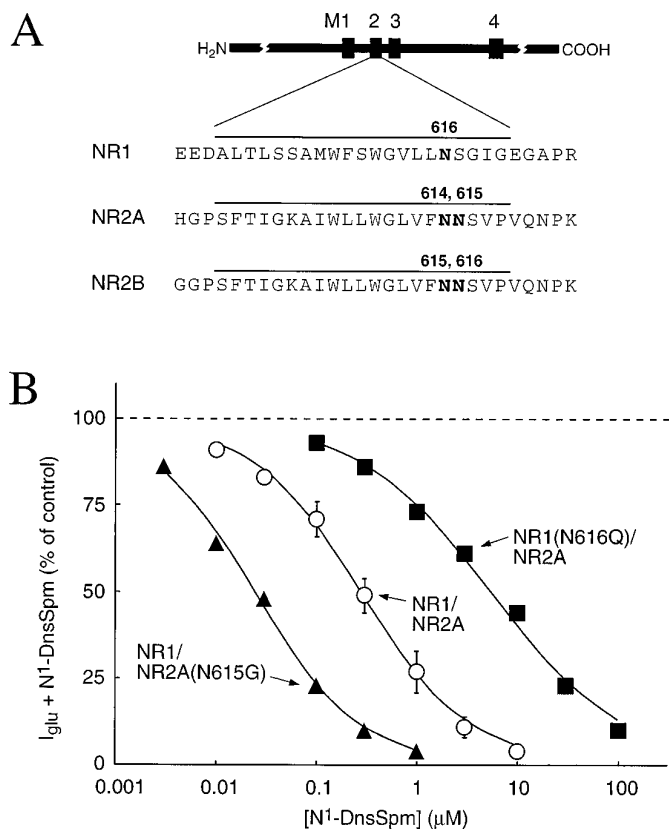 A
M1 2 3 4
H₂N COOH
616
NR1 EEDALTLSSAMWFSWGVLLNSGIGEGAPR
614, 615
NR2A HGPSFTIGKAIWLLWGLVFNNSVPVQNPK
615, 616
NR2B GGPSFTIGKAIWLLWGLVFNNSVPVQNPK
B
I_glu + N¹-DnsSpm (% of control)
100
75
50
25
0
NR1(N616Q)/
NR2A
NR1/
NR2A
NR1/
NR2A(N615G)
0.001 0.01 0.1 1 10 100
[N¹-DnsSpm] (μM)